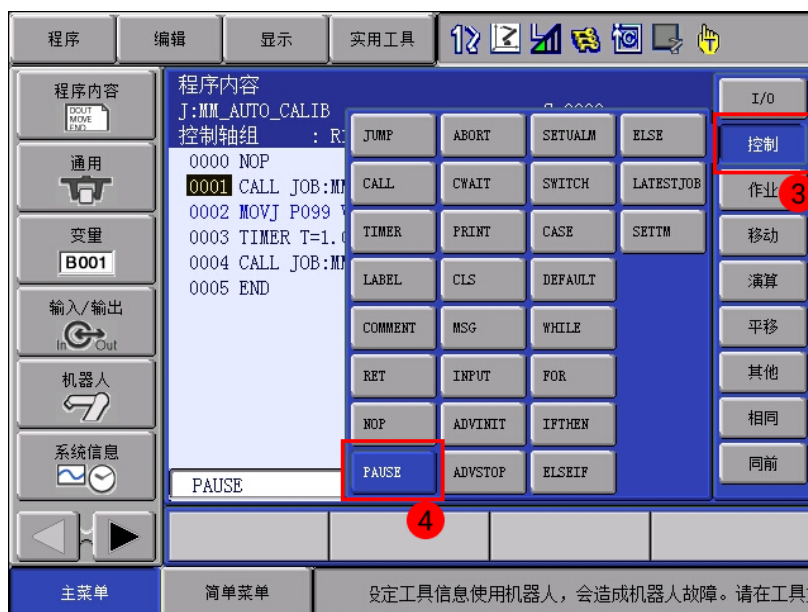 程序 编辑 显示 实用工具
程序内容
DOUT
MOVE
END
通用
变量
B001
输入/输出
In Out
机器人
系统信息
程序内容
J:MM_AUTO_CALIB
控制轴组 :
0000 NOP
0001 CALL JOB:MM
0002 MOVJ P099
0003 TIMER T=1.
0004 CALL JOB:MM
0005 END
PAUSE
JUMP ABORT SETUALM ELSE
CALL CWAIT SWITCH LATESTJOB
TIMER PRINT CASE SETTM
LABEL CLS DEFAULT
COMMENT MSG WHILE
RET INPUT FOR
NOP ADVINIT IFTHEN
PAUSE ADVSTOP ELSEIF
4
I/O
控制
作业
3
移动
演算
平移
其他
相同
同前
主菜单 简单菜单 设定工具信息使用机器人，会造成机器人故障。请在工具